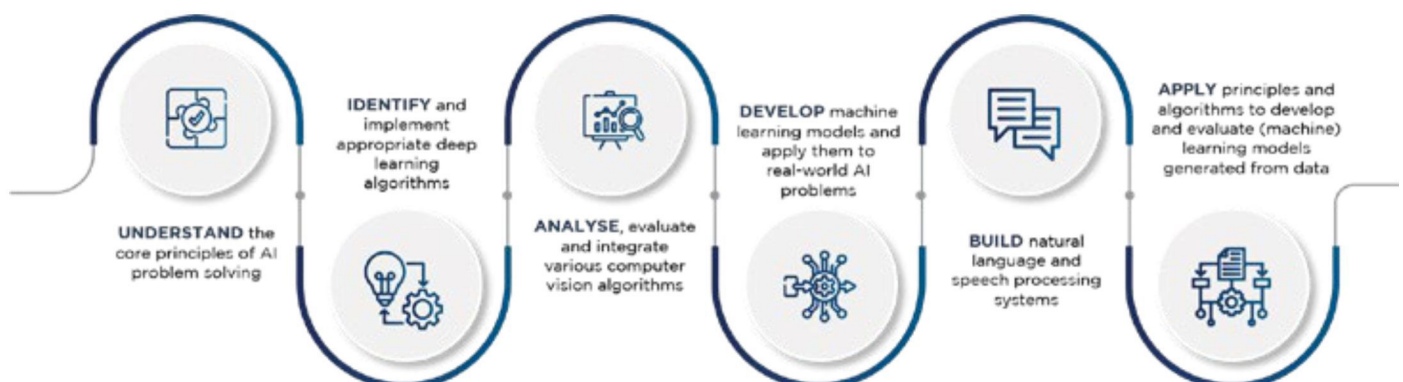 UNDERSTAND the
core principles of AI
problem solving
IDENTIFY and
implement
appropriate deep
learning
algorithms
ANALYSE, evaluate
and integrate
various computer
vision algorithms
DEVELOP machine
learning models and
apply them to
real-world AI
problems
BUILD natural
language and
speech processing
systems
APPLY principles and
algorithms to develop
and evaluate (machine)
learning models
generated from data